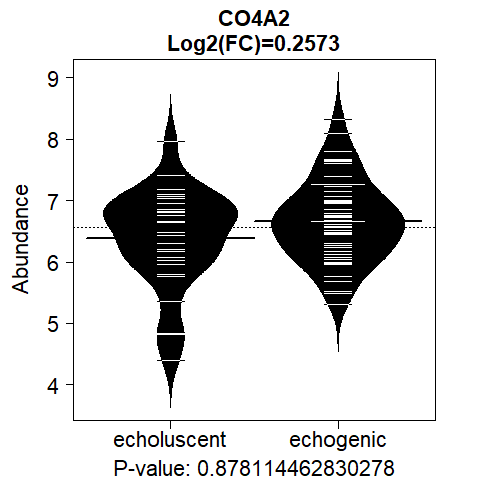 CO4A2
Log2(FC)=0.2573
Abundance
9
8
7
6
5
4
echoluscent echogenic
P-value: 0.878114462830278